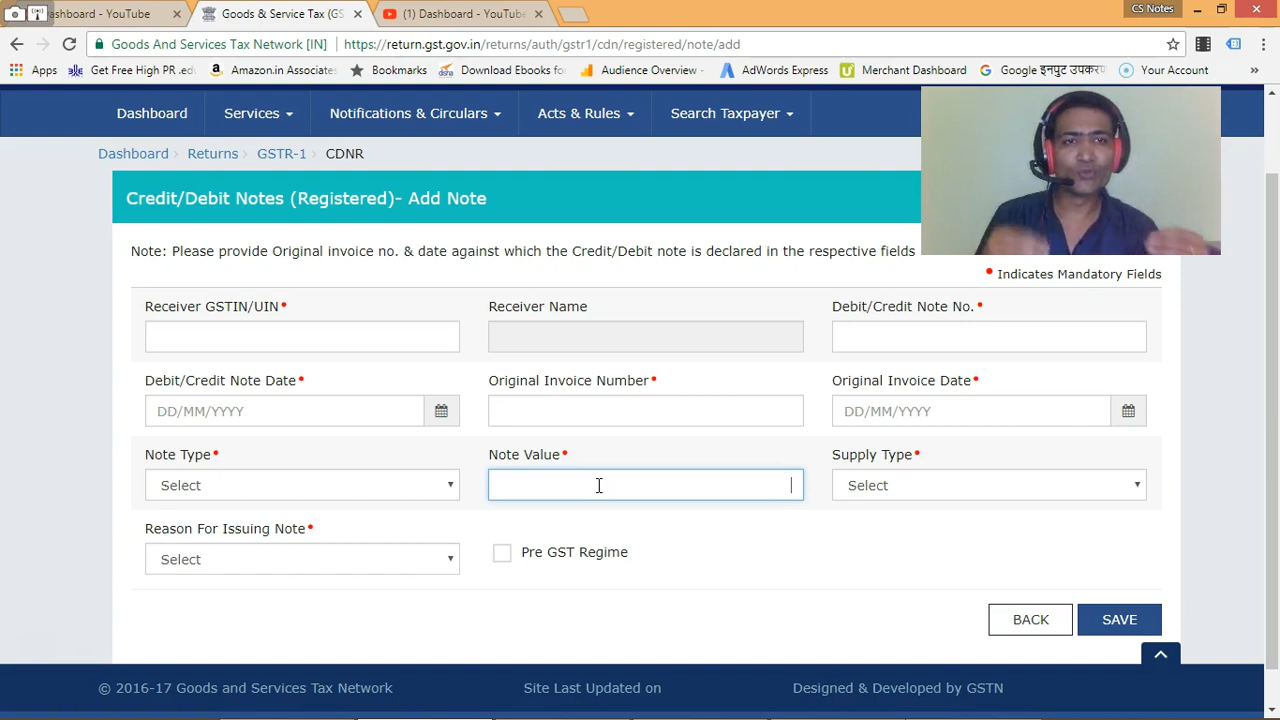 Dashboard - YouTube
Goods & Service Tax (GS
(1) Dashboard - YouTube
CS Notes
Goods And Services Tax Network [IN]
https://return.gst.gov.in/returns/auth/gstr1/cdn/registered/note/add
Apps
Get Free High PR .ed
Amazon.in Associates
Bookmarks
Download Ebooks fo
Audience Overview -
AdWords Express
Merchant Dashboard
Google इनपुट उपकरण
Your Account
»
Dashboard
Services
Notifications & Circulars
Acts & Rules
Search Taxpayer
Dashboard
Returns
GSTR-1
CDNR
Credit/Debit Notes (Registered)- Add Note
Note: Please provide Original invoice no. & date against which the Credit/Debit note is declared in the respective fields
• Indicates Mandatory Fields
Receiver GSTIN/UIN•
Receiver Name
Debit/Credit Note No.•
Debit/Credit Note Date•
Original Invoice Number•
Original Invoice Date•
DD/MM/YYYY
DD/MM/YYYY
Note Type•
Note Value•
Supply Type•
Select
Select
Reason For Issuing Note•
Select
Pre GST Regime
BACK
SAVE
© 2016-17 Goods and Services Tax Network
Site Last Updated on
Designed & Developed by GSTN